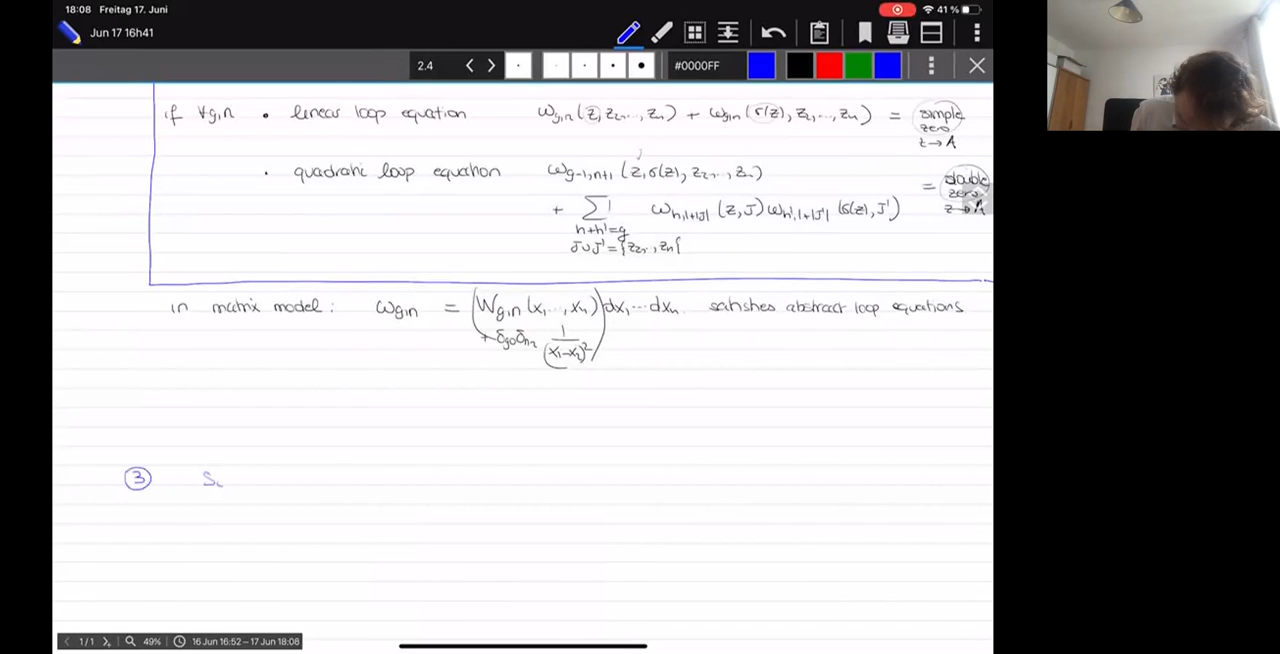 18:08 Freitag 17. Juni
41 %
Jun 17 16h41
2.4
#0000FF
if ∀g,n • linear loop equation ω_{g,n}(z, z_2, ..., z_n) + ω_{g,n}(σ(z), z_2, ..., z_n) = simple zero z→A
• quadratic loop equation ω_{g-1,n+1}(z, σ(z), z_2, ..., z_n)
+ ∑ ω_{h,1+|J|}(z, J) ω_{h',1+|J'|}(σ(z), J') = double zero z→A
h+h'=g
J∪J'={z_2, ..., z_n}
in matrix model: ω_{g,n} = (W_{g,n}(x_1, ..., x_n) + δ_{g0}δ_{n2} 1/(x_1-x_2)^2) dx_1 ... dx_n satisfies abstract loop equations
3
1/1
49%
16 Jun 16:52 – 17 Jun 18:08